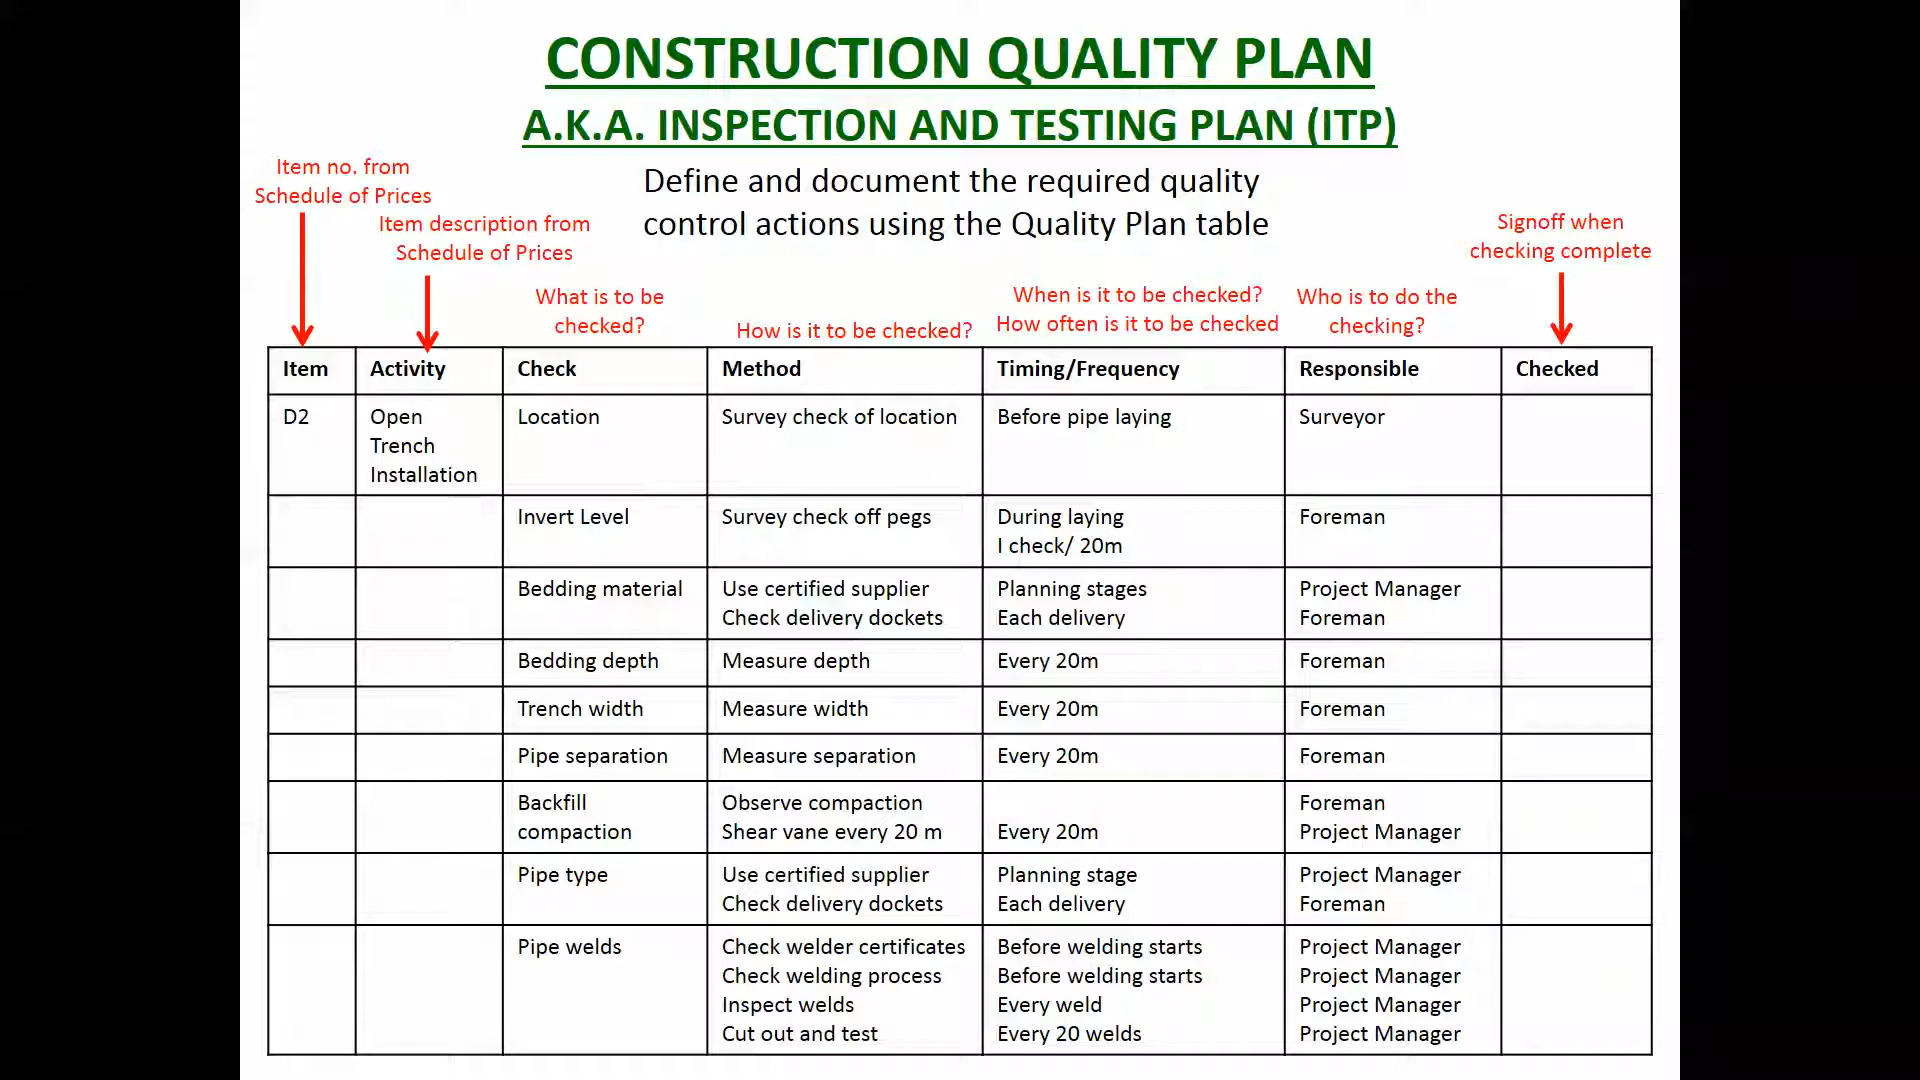 CONSTRUCTION QUALITY PLAN
A.K.A. INSPECTION AND TESTING PLAN (ITP)
Define and document the required quality
control actions using the Quality Plan table
Item no. from
Schedule of Prices
Item description from
Schedule of Prices
What is to be
checked?
How is it to be checked?
When is it to be checked?
How often is it to be checked
Who is to do the
checking?
Signoff when
checking complete
Item Activity Check Method Timing/Frequency Responsible Checked
D2 Open Location Survey check of location Before pipe laying Surveyor
Trench
Installation
Invert Level Survey check off pegs During laying Foreman
I check/ 20m
Bedding material Use certified supplier Planning stages Project Manager
Check delivery dockets Each delivery Foreman
Bedding depth Measure depth Every 20m Foreman
Trench width Measure width Every 20m Foreman
Pipe separation Measure separation Every 20m Foreman
Backfill Observe compaction Foreman
compaction Shear vane every 20 m Every 20m Project Manager
Pipe type Use certified supplier Planning stage Project Manager
Check delivery dockets Each delivery Foreman
Pipe welds Check welder certificates Before welding starts Project Manager
Check welding process Before welding starts Project Manager
Inspect welds Every weld Project Manager
Cut out and test Every 20 welds Project Manager